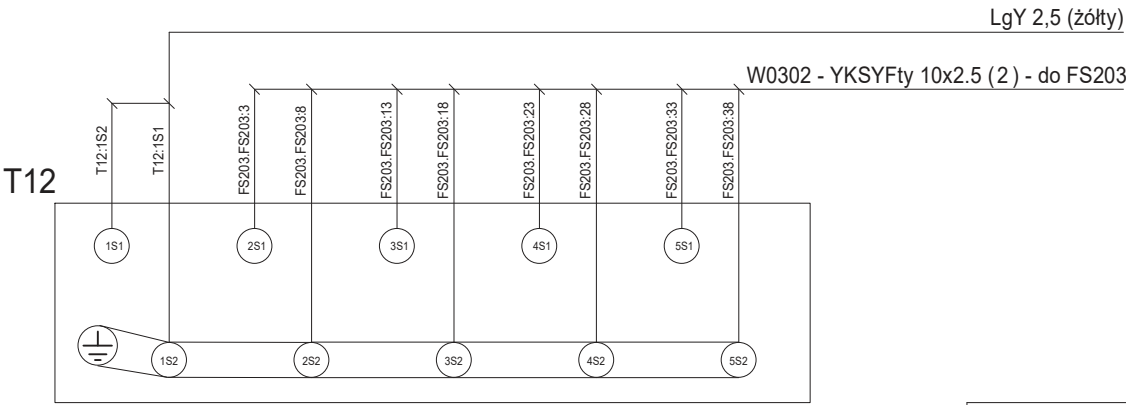 LgY 2,5 (żółty)
W0302 - YKSYFty 10x2.5 ( 2 ) - do FS203
T12:1S2
T12:1S1
FS203.FS203:3
FS203.FS203:8
FS203.FS203:13
FS203.FS203:18
FS203.FS203:23
FS203.FS203:28
FS203.FS203:33
FS203.FS203:38
T12
1S1
2S1
3S1
4S1
5S1
1S2
2S2
3S2
4S2
5S2